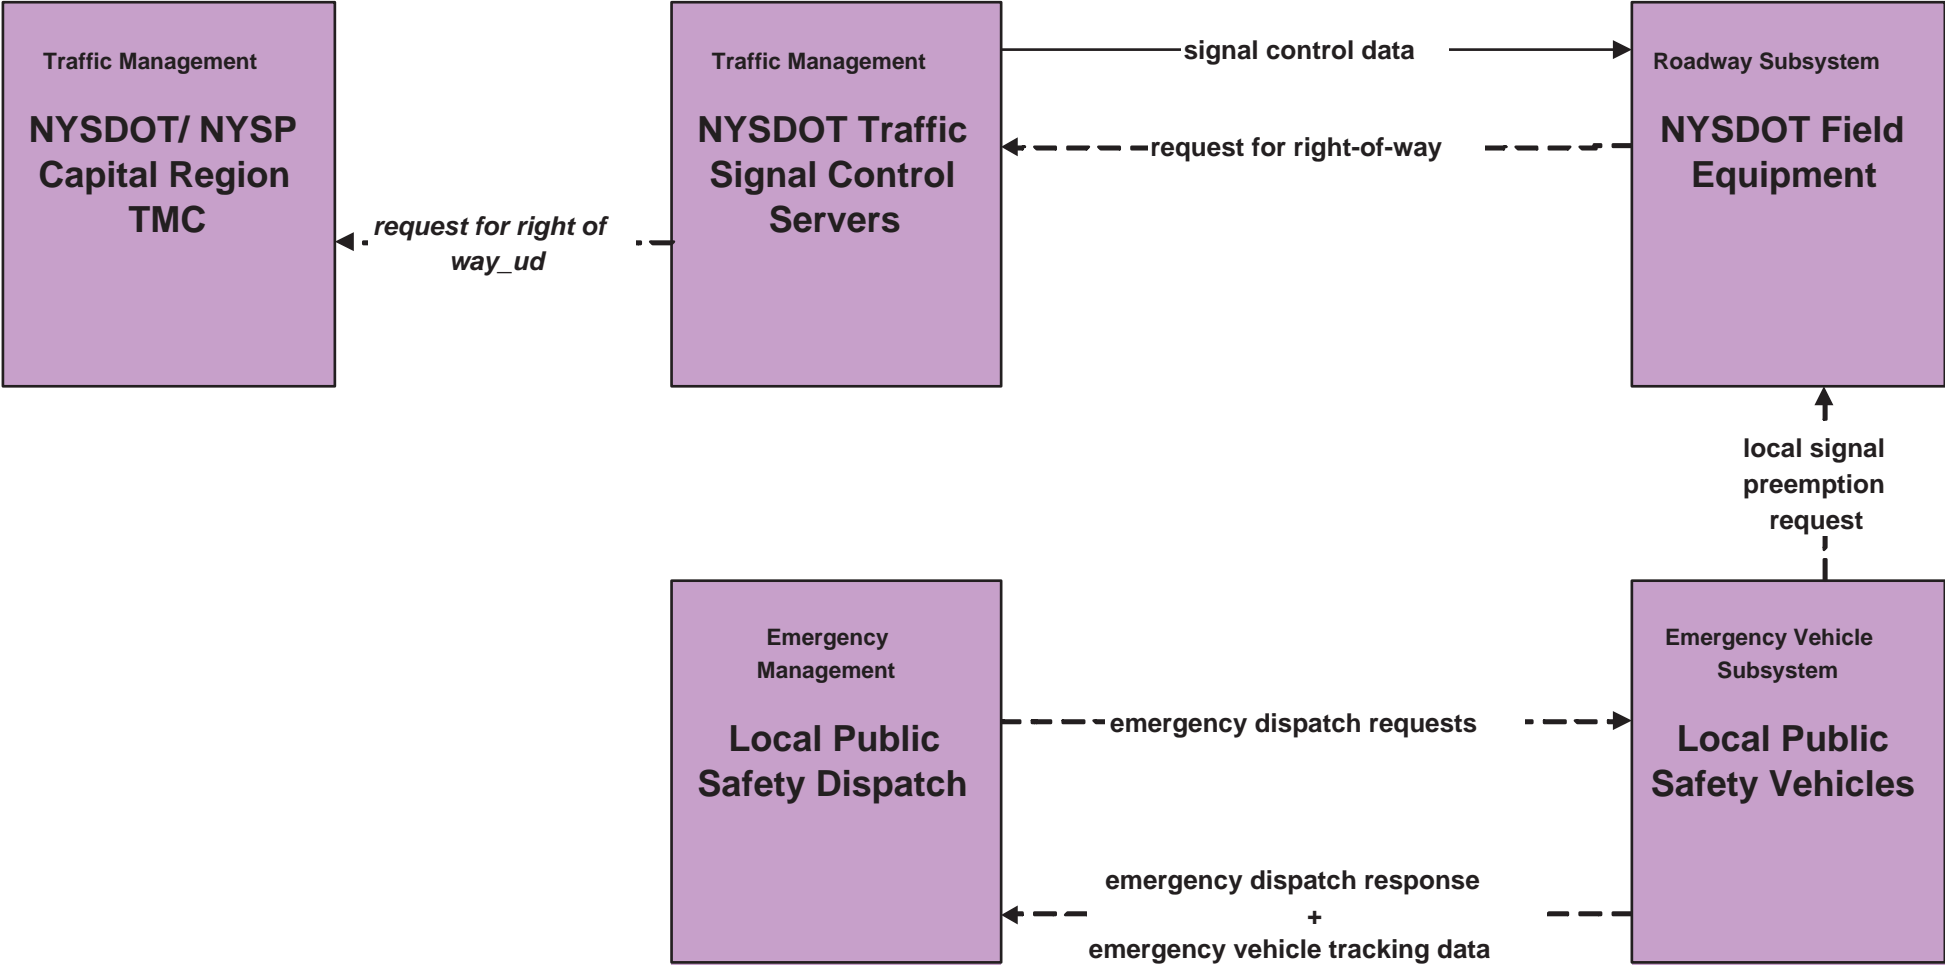 Traffic Management
NYSDOT/ NYSP
Capital Region
TMC
request for right of
way_ud
Traffic Management
NYSDOT Traffic
Signal Control
Servers
signal control data
request for right-of-way
Roadway Subsystem
NYSDOT Field
Equipment
local signal
preemption
request
Emergency
Management
Local Public
Safety Dispatch
emergency dispatch requests
emergency dispatch response
+
emergency vehicle tracking data
Emergency Vehicle
Subsystem
Local Public
Safety Vehicles